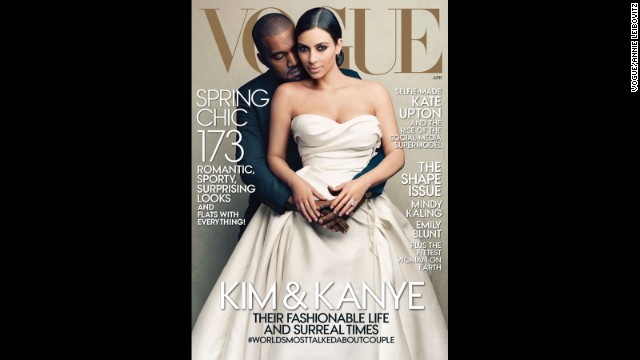 VOGUE
APR
SPRING
CHIC
173
ROMANTIC,
SPORTY,
SURPRISING
LOOKS
AND
FLATS WITH
EVERYTHING!
SELFIE-MADE
KATE
UPTON
AND THE
RISE OF THE
SOCIAL MEDIA
SUPERMODEL
THE
SHAPE
ISSUE
MINDY
KALING
EMILY
BLUNT
PLUS THE
FITTEST
WOMAN ON
EARTH
KIM & KANYE
THEIR FASHIONABLE LIFE
AND SURREAL TIMES
#WORLDSMOSTTALKEDABOUTCOUPLE
VOGUE/ANNIE LEIBOVITZ